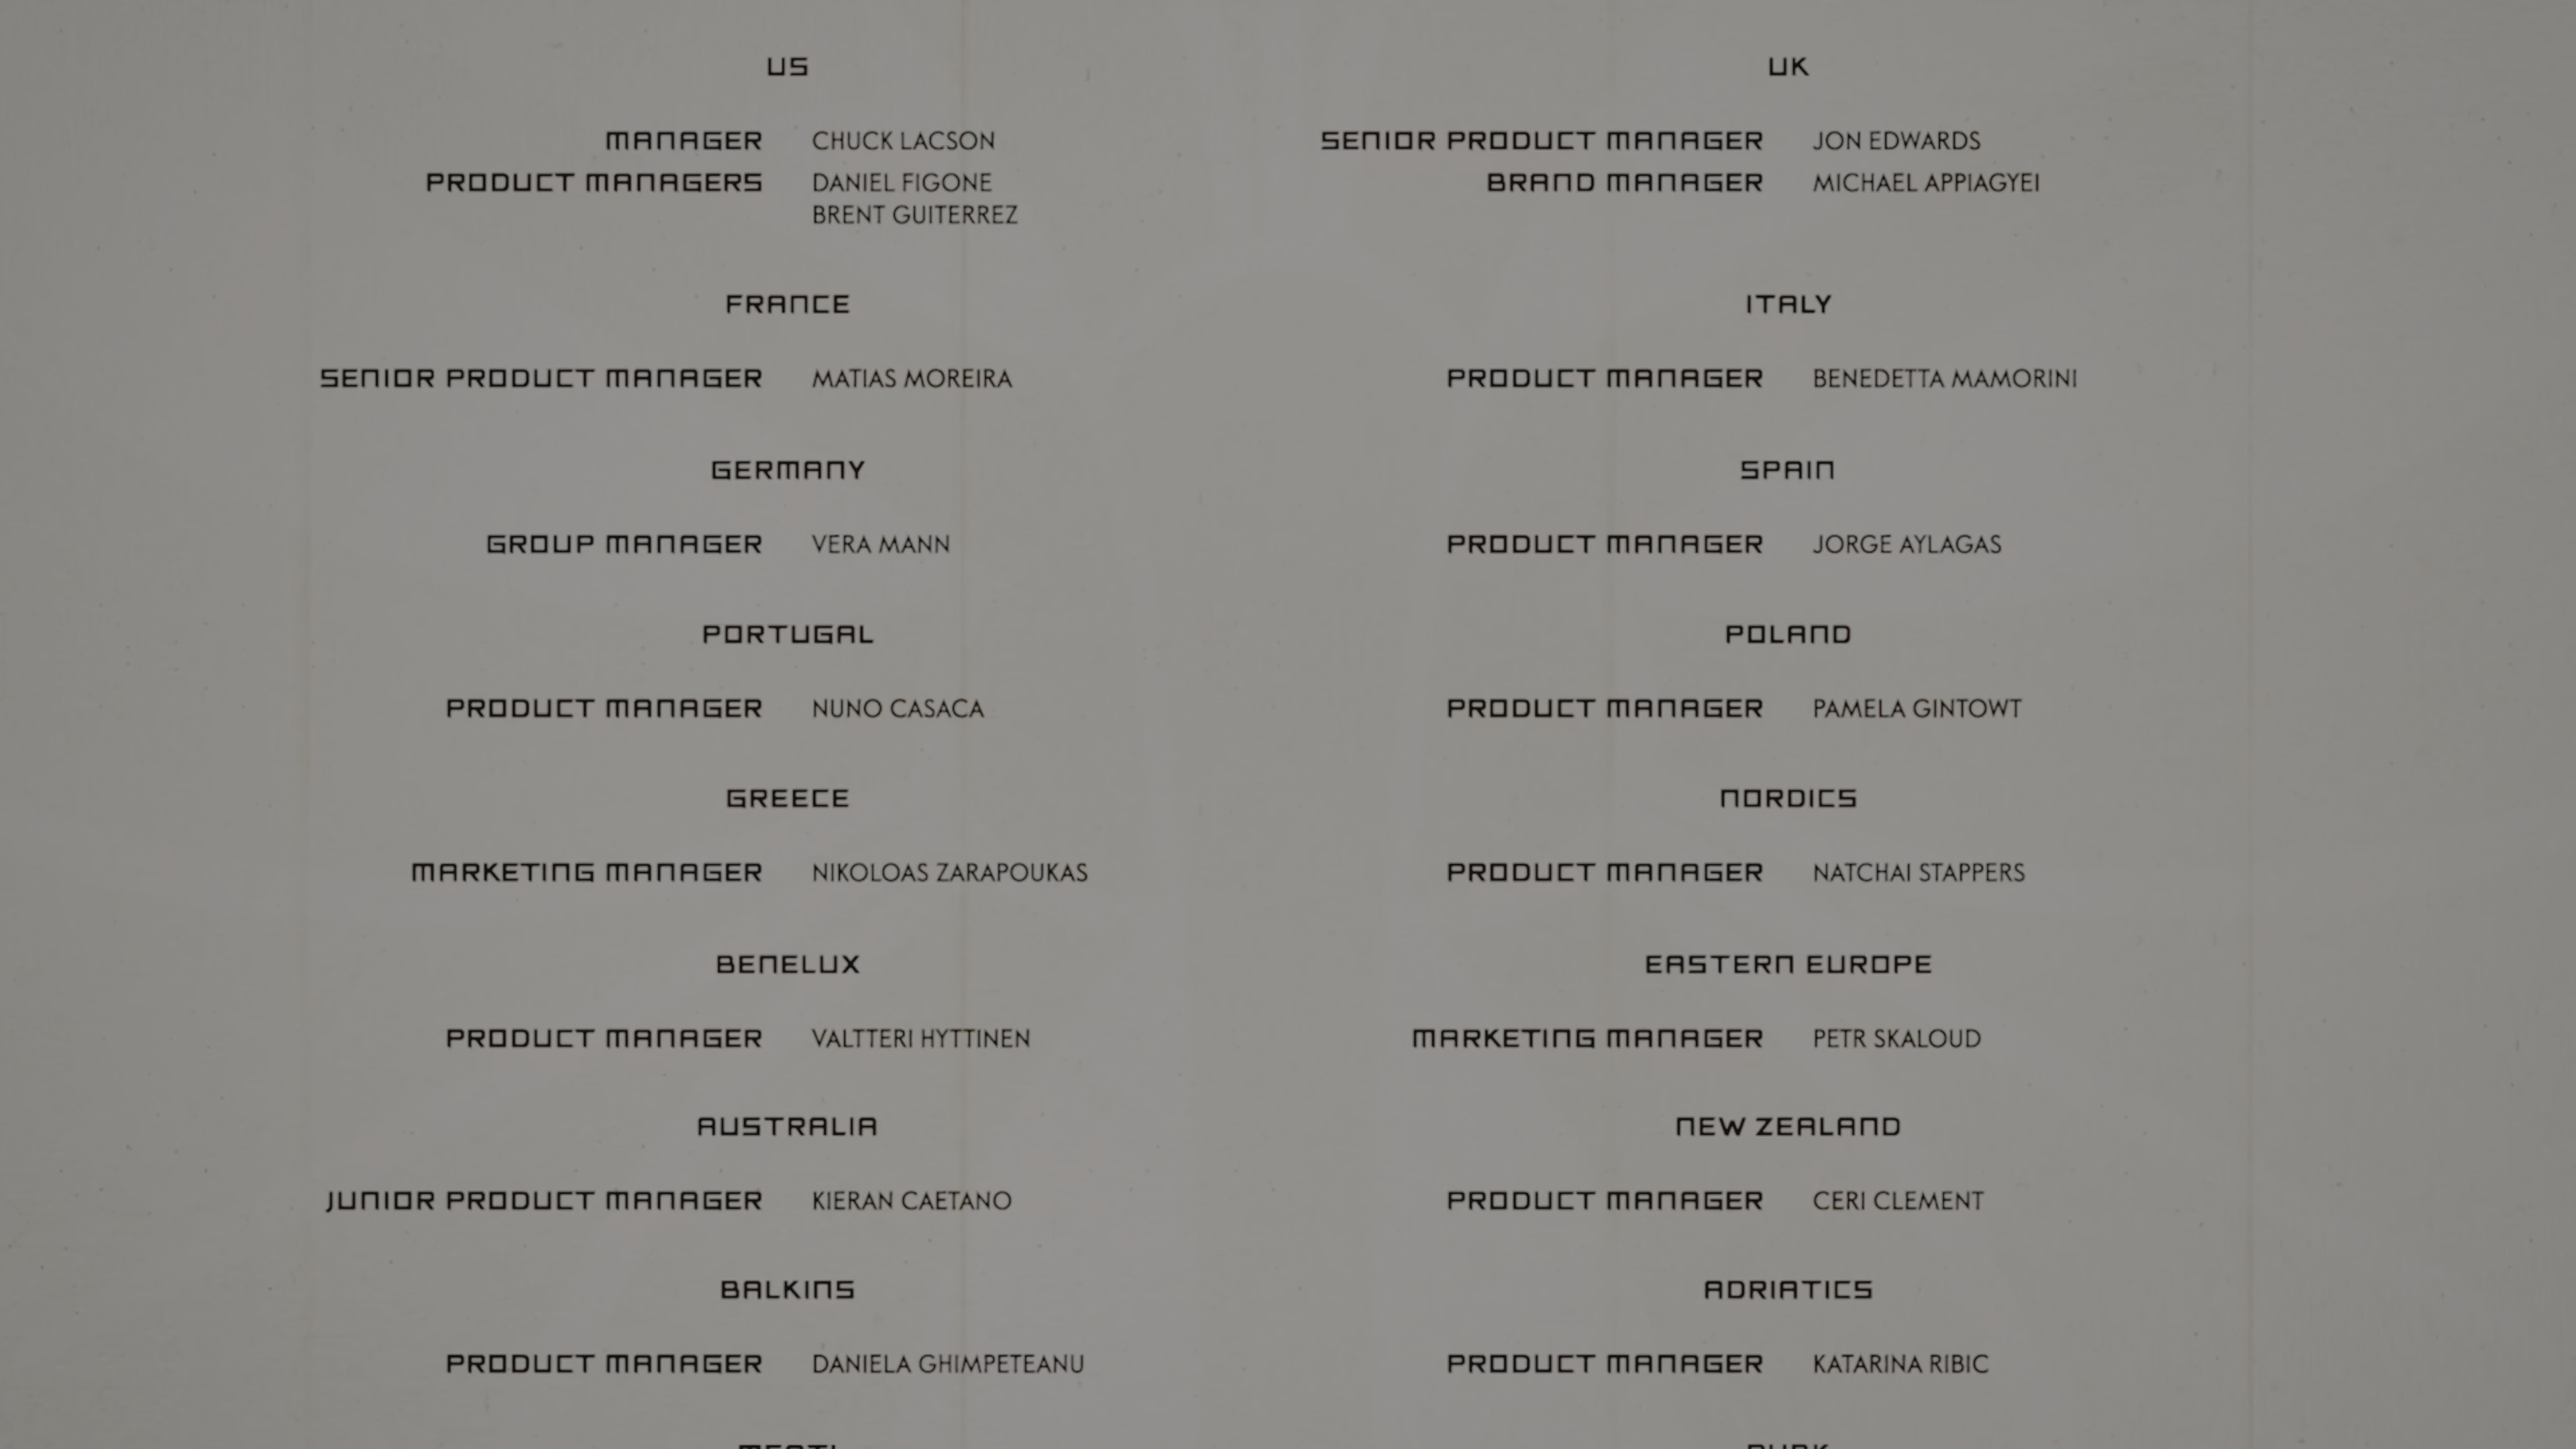 US
MANAGER CHUCK LACSON
PRODUCT MANAGERS DANIEL FIGONE
BRENT GUITERREZ
UK
SENIOR PRODUCT MANAGER JON EDWARDS
BRAND MANAGER MICHAEL APPIAGYEI
FRANCE
SENIOR PRODUCT MANAGER MATIAS MOREIRA
ITALY
PRODUCT MANAGER BENEDETTA MAMORINI
GERMANY
GROUP MANAGER VERA MANN
SPAIN
PRODUCT MANAGER JORGE AYLAGAS
PORTUGAL
PRODUCT MANAGER NUNO CASACA
POLAND
PRODUCT MANAGER PAMELA GINTOWT
GREECE
MARKETING MANAGER NIKOLOAS ZARAPOUKAS
NORDICS
PRODUCT MANAGER NATCHAI STAPPERS
BENELUX
PRODUCT MANAGER VALTTERI HYTTINEN
EASTERN EUROPE
MARKETING MANAGER PETR SKALOUD
AUSTRALIA
JUNIOR PRODUCT MANAGER KIERAN CAETANO
NEW ZEALAND
PRODUCT MANAGER CERI CLEMENT
BALKINS
PRODUCT MANAGER DANIELA GHIMPETEANU
ADRIATICS
PRODUCT MANAGER KATARINA RIBIC